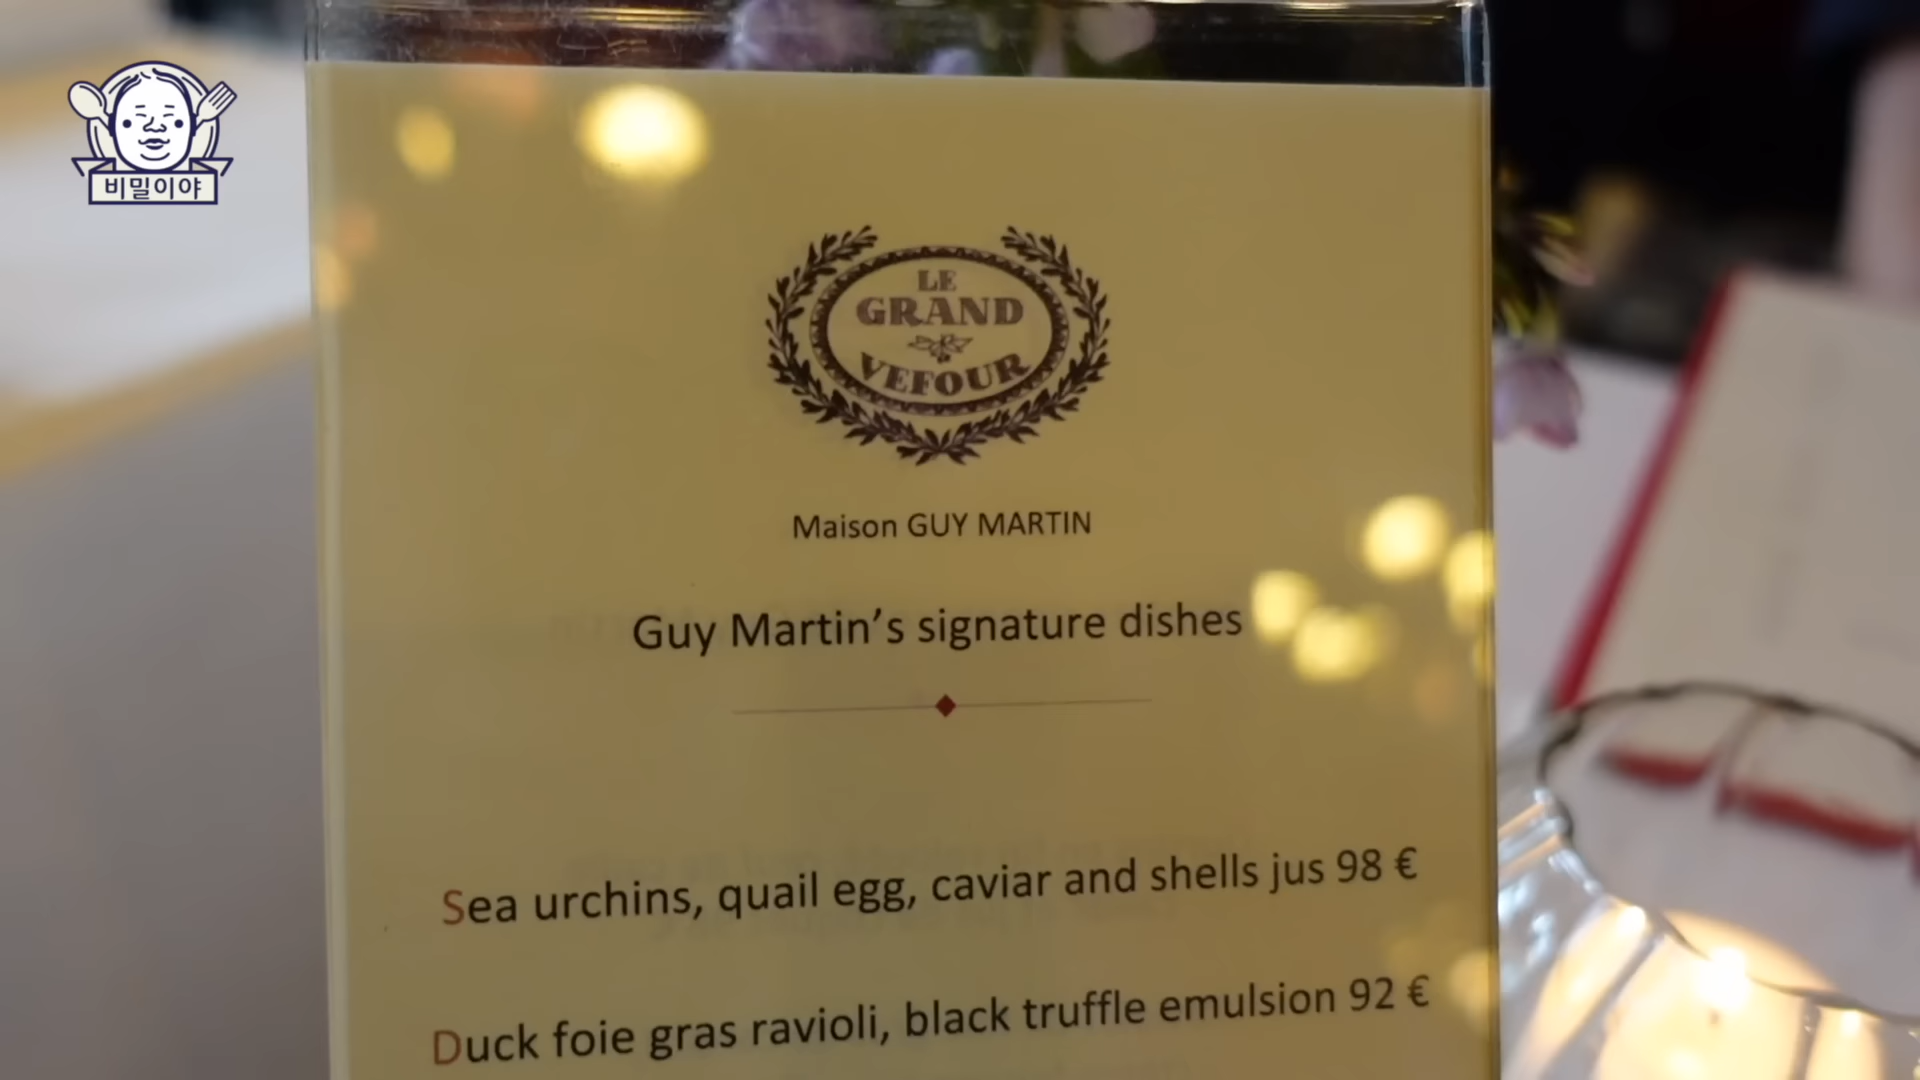 비밀이야
LE
GRAND
VEFOUR
Maison GUY MARTIN
Guy Martin’s signature dishes
Sea urchins, quail egg, caviar and shells jus 98 €
Duck foie gras ravioli, black truffle emulsion 92 €